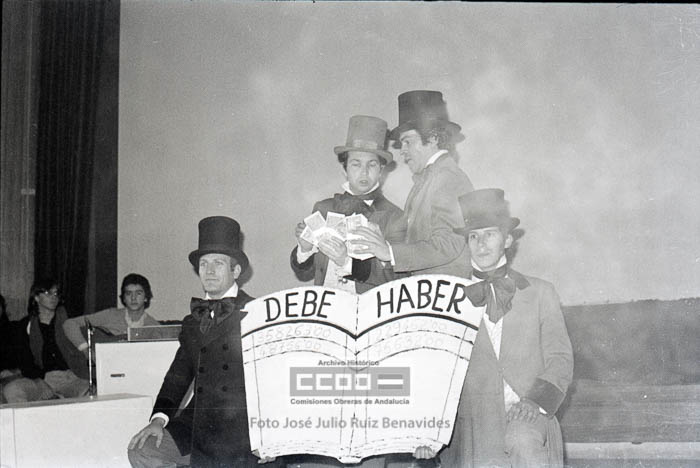 DEBE HABER
Archivo Histórico
CCOO
Comisiones Obreras de Andalucía
Foto José Julio Ruiz Benavides